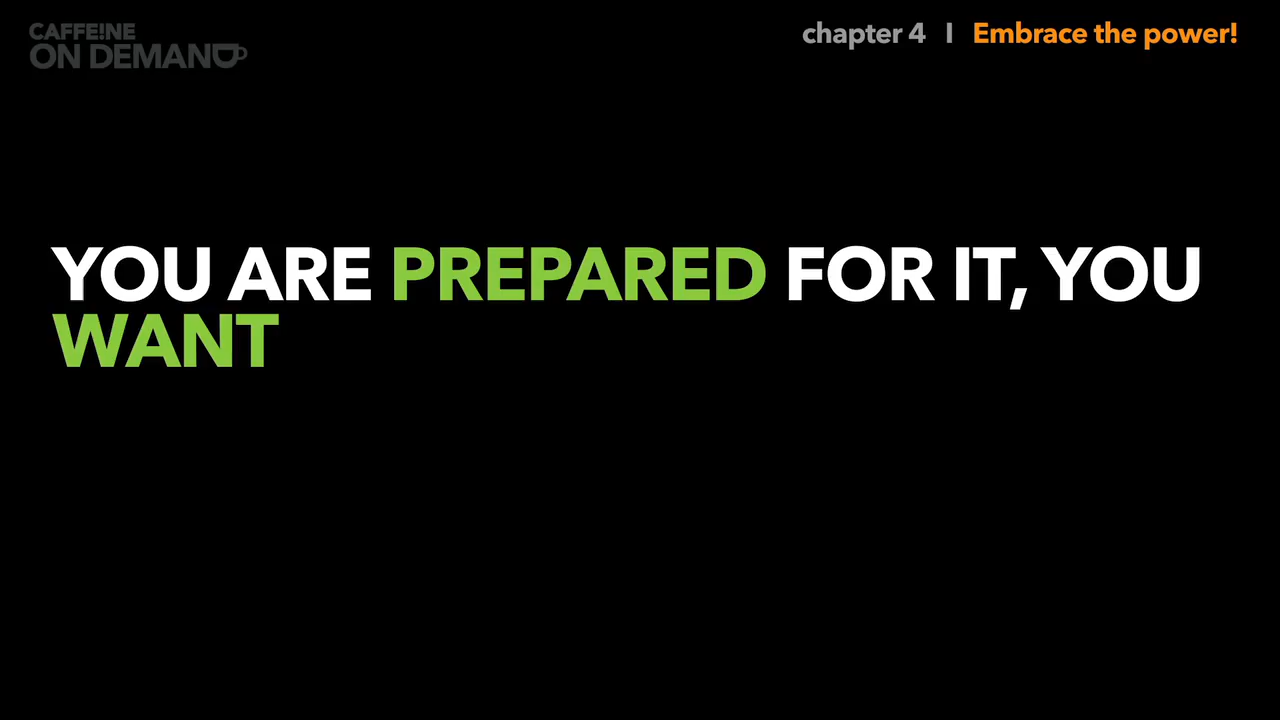 CAFFE!NE
ON DEMAND
chapter 4 | Embrace the power!
YOU ARE PREPARED FOR IT, YOU
WANT